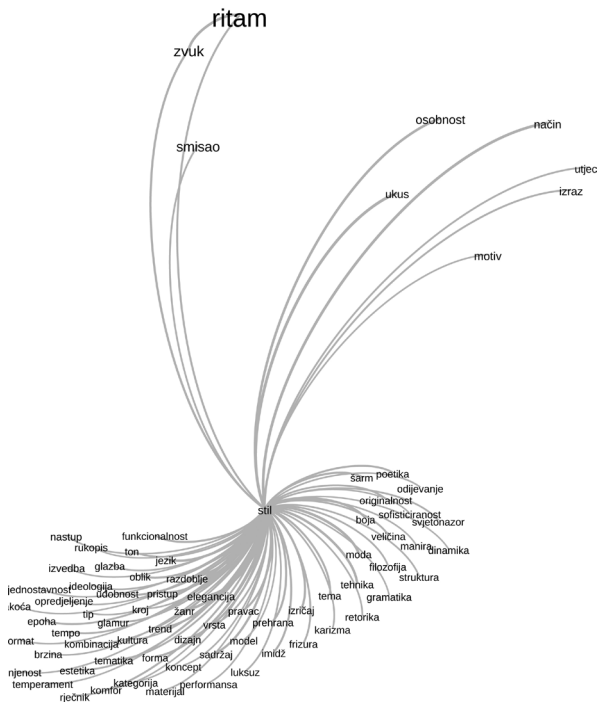 ritam
zvuk
smisao
osobnost
način
utjec
izraz
ukus
motiv
stil
šarm
poetika
odijevanje
originalnost
sofisticiranost
boja
svjetonazor
veličina
manira
dinamika
moda
filozofija
struktura
tehnika
gramatika
tema
retorika
izričaj
karizma
prehrana
frizura
imidž
nastup
funkcionalnost
rukopis
ton
jezik
izvedba
glazba
oblik
razdoblje
jednostavnost
ideologija
udobnost
pristup
elegancija
opredjeljenje
koća
tip
kroj
žanr
pravac
epoha
glamur
trend
vrsta
tempo
kombinacija
kultura
dizajn
model
ormat
brzina
tematika
forma
sadržaj
koncept
luksuz
njenost
estetika
temperament
kategorija
performansa
komfor
materijal
rječnik